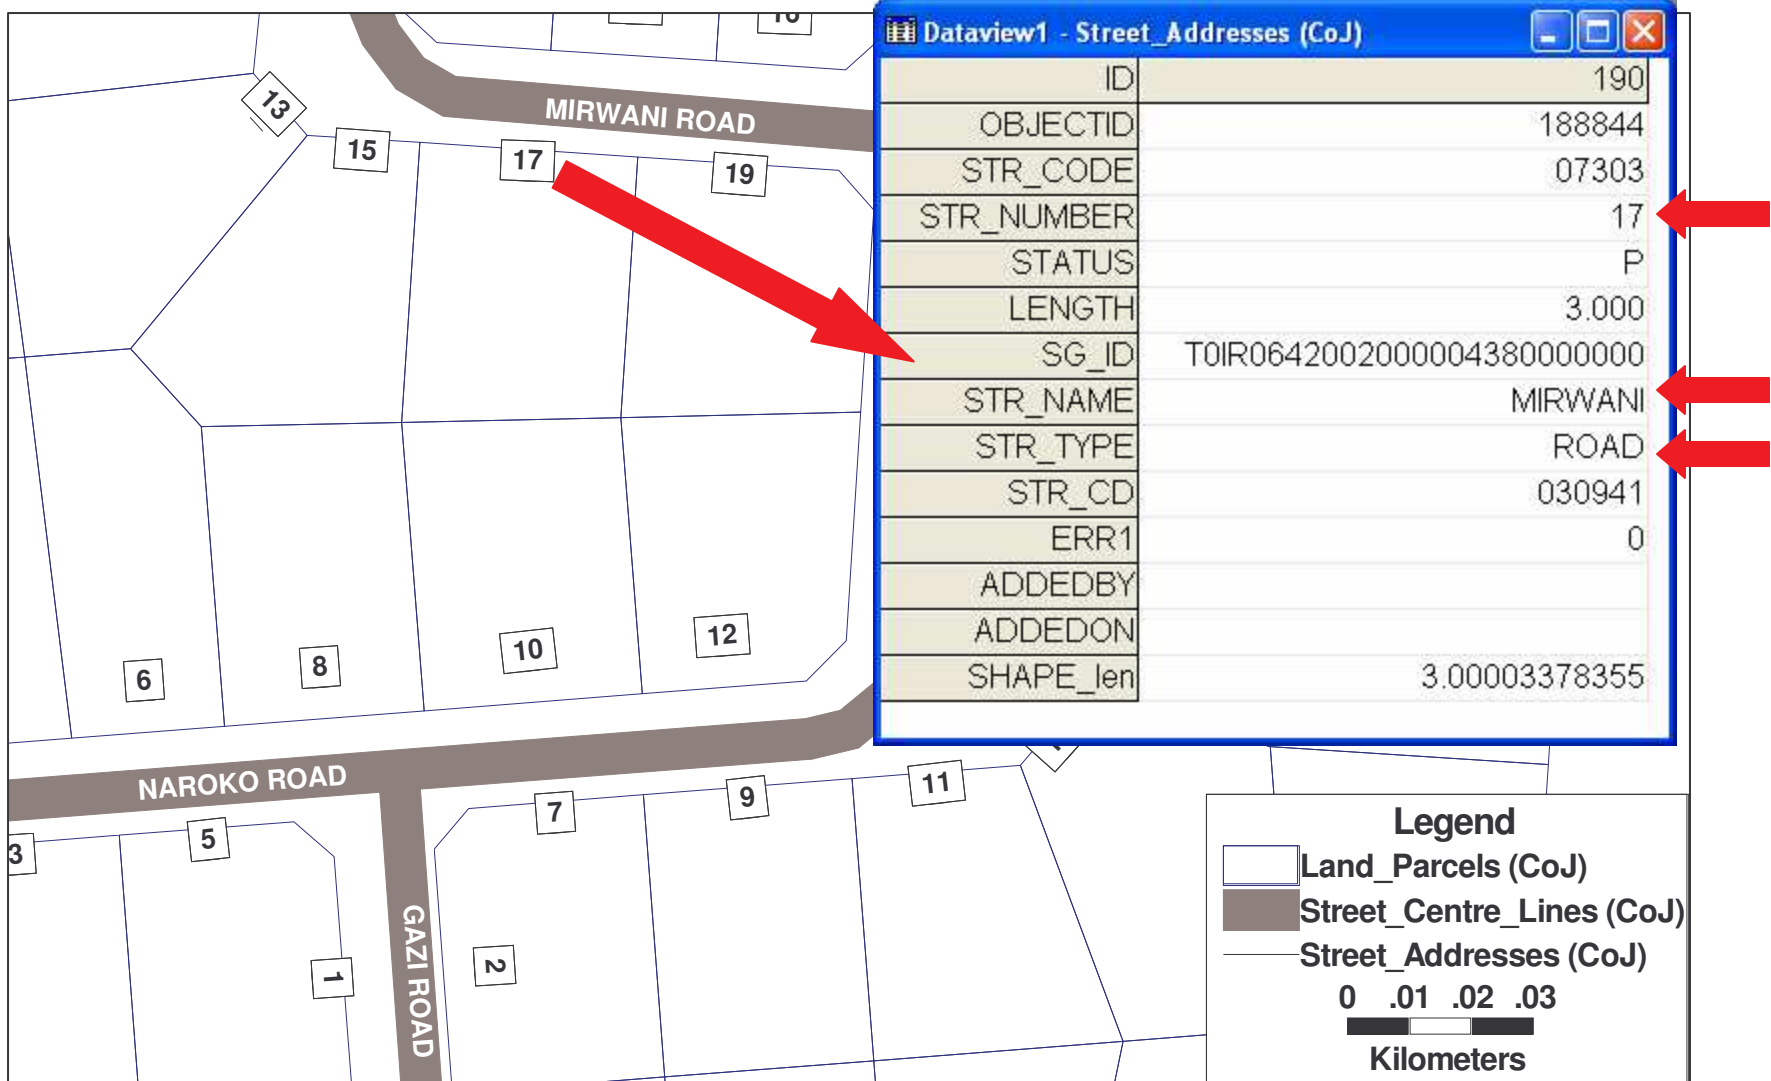 Dataview1 - Street_Addresses (CoJ)
ID 190
OBJECTID 188844
STR_CODE 07303
STR_NUMBER 17
STATUS P
LENGTH 3.000
SG_ID T0IR0642002000004380000000
STR_NAME MIRWANI
STR_TYPE ROAD
STR_CD 030941
ERR1 0
ADDEDBY
ADDEDON
SHAPE_len 3.00003378355
13
MIRWANI ROAD
15
17
19
6
8
10
12
NAROKO ROAD
3
5
7
9
11
GAZI ROAD
1
2
Legend
Land_Parcels (CoJ)
Street_Centre_Lines (CoJ)
Street_Addresses (CoJ)
0 .01 .02 .03
Kilometers